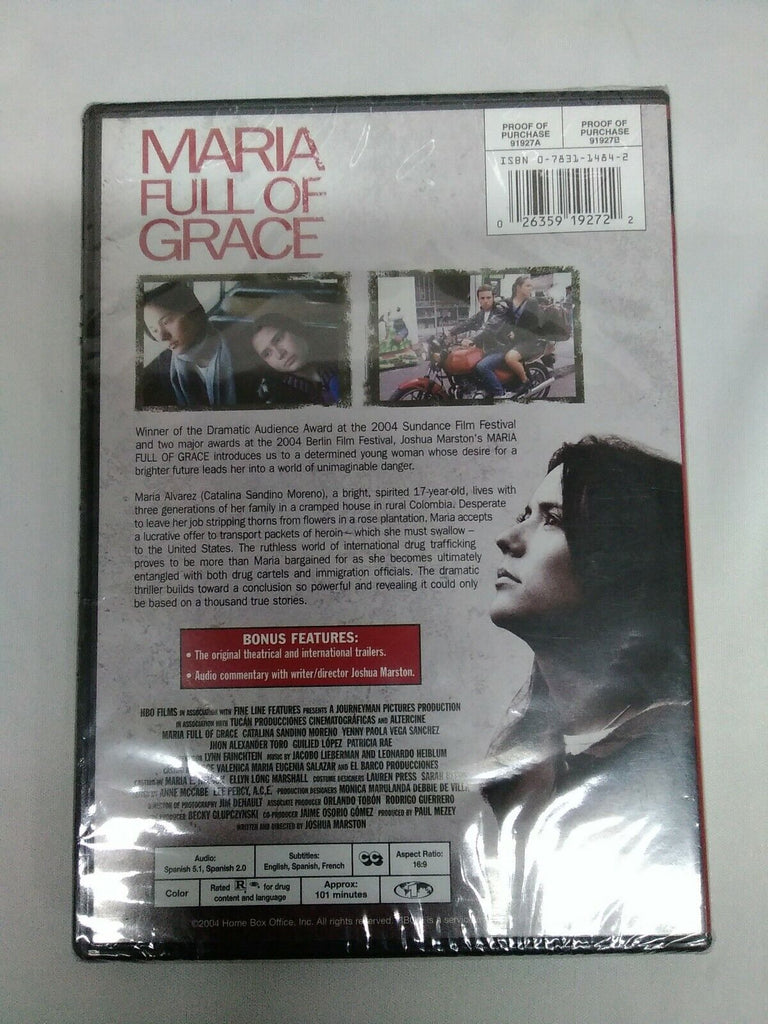 MARIA
FULL OF
GRACE
PROOF OF
PURCHASE
91927A
PROOF OF
PURCHASE
91927B
ISBN 0-7831-1484-2
0 26359 19272 2
Winner of the Dramatic Audience Award at the 2004 Sundance Film Festival
and two major awards at the 2004 Berlin Film Festival, Joshua Marston's MARIA
FULL OF GRACE introduces us to a determined young woman whose desire for a
brighter future leads her into a world of unimaginable danger.
Maria Alvarez (Catalina Sandino Moreno), a bright, spirited 17-year-old, lives with
three generations of her family in a cramped house in rural Colombia. Desperate
to leave her job stripping thorns from flowers in a rose plantation, Maria accepts
a lucrative offer to transport packets of heroin – which she must swallow –
to the United States. The ruthless world of international drug trafficking
proves to be more than Maria bargained for as she becomes ultimately
entangled with both drug cartels and immigration officials. The dramatic
thriller builds toward a conclusion so powerful and revealing it could only
be based on a thousand true stories.
BONUS FEATURES:
• The original theatrical and international trailers.
• Audio commentary with writer/director Joshua Marston.
HBO FILMS IN ASSOCIATION WITH FINE LINE FEATURES PRESENTS A JOURNEYMAN PICTURES PRODUCTION
IN ASSOCIATION WITH TUCÁN PRODUCCIONES CINEMATOGRÁFICAS AND ALTERCINE
MARIA FULL OF GRACE CATALINA SANDINO MORENO YENNY PAOLA VEGA SANCHEZ
JHON ALEXANDER TORO GUILIED LÓPEZ PATRICIA RAE
LYNN FAINCHTEIN MUSIC BY JACOBO LIEBERMAN AND LEONARDO HEIBLUM
VALENICA MARIA EUGENIA SALAZAR AND EL BARCO PRODUCCIONES
MARIA E. ELLYN LONG MARSHALL COSTUME DESIGNERS LAUREN PRESS SARAH
ANNE MCCABE LEE PERCY, A.C.E. PRODUCTION DESIGNERS MONICA MARULANDA DEBBIE DE VILLA
DIRECTOR OF PHOTOGRAPHY JIM DENAULT ASSOCIATE PRODUCER ORLANDO TOBÓN RODRIGO GUERRERO
PRODUCER BECKY GLUPCZYNSKI CO-PRODUCER JAIME OSORIO GÓMEZ PRODUCED BY PAUL MEZEY
WRITTEN AND DIRECTED BY JOSHUA MARSTON
Audio:
Spanish 5.1, Spanish 2.0
Subtitles:
English, Spanish, French
CC
Aspect Ratio:
16:9
Color
Rated R for drug
content and language
Approx:
101 minutes
©2004 Home Box Office, Inc. All rights reserved. HBO is a service